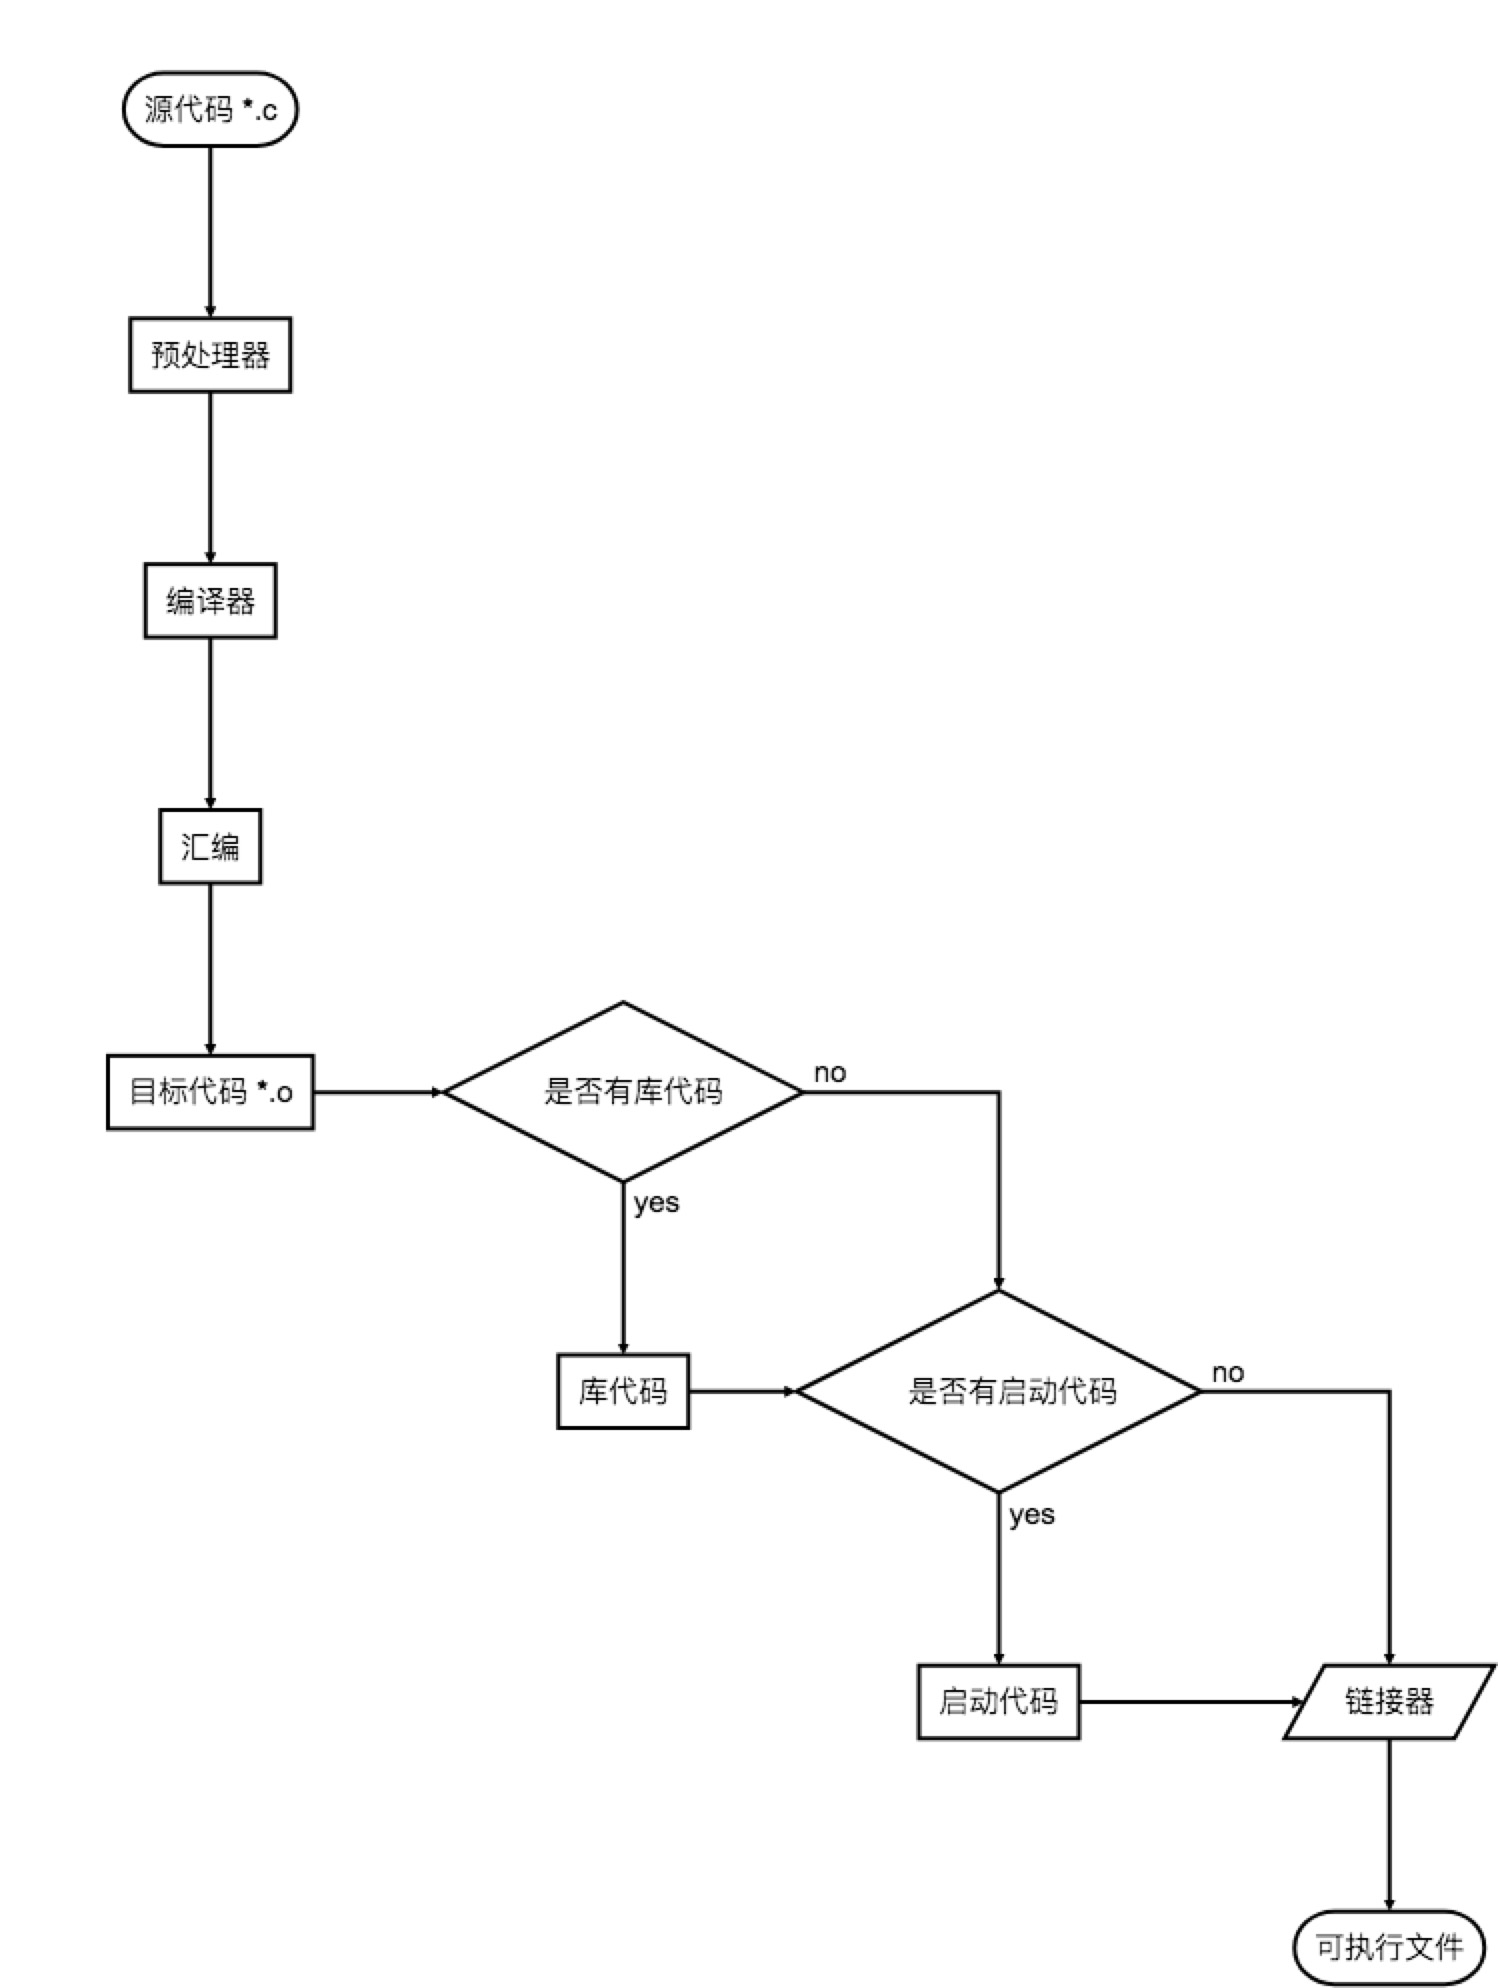 源代码 *.c
预处理器
编译器
汇编
目标代码 *.o
是否有库代码
no
yes
库代码
是否有启动代码
no
yes
启动代码
链接器
可执行文件